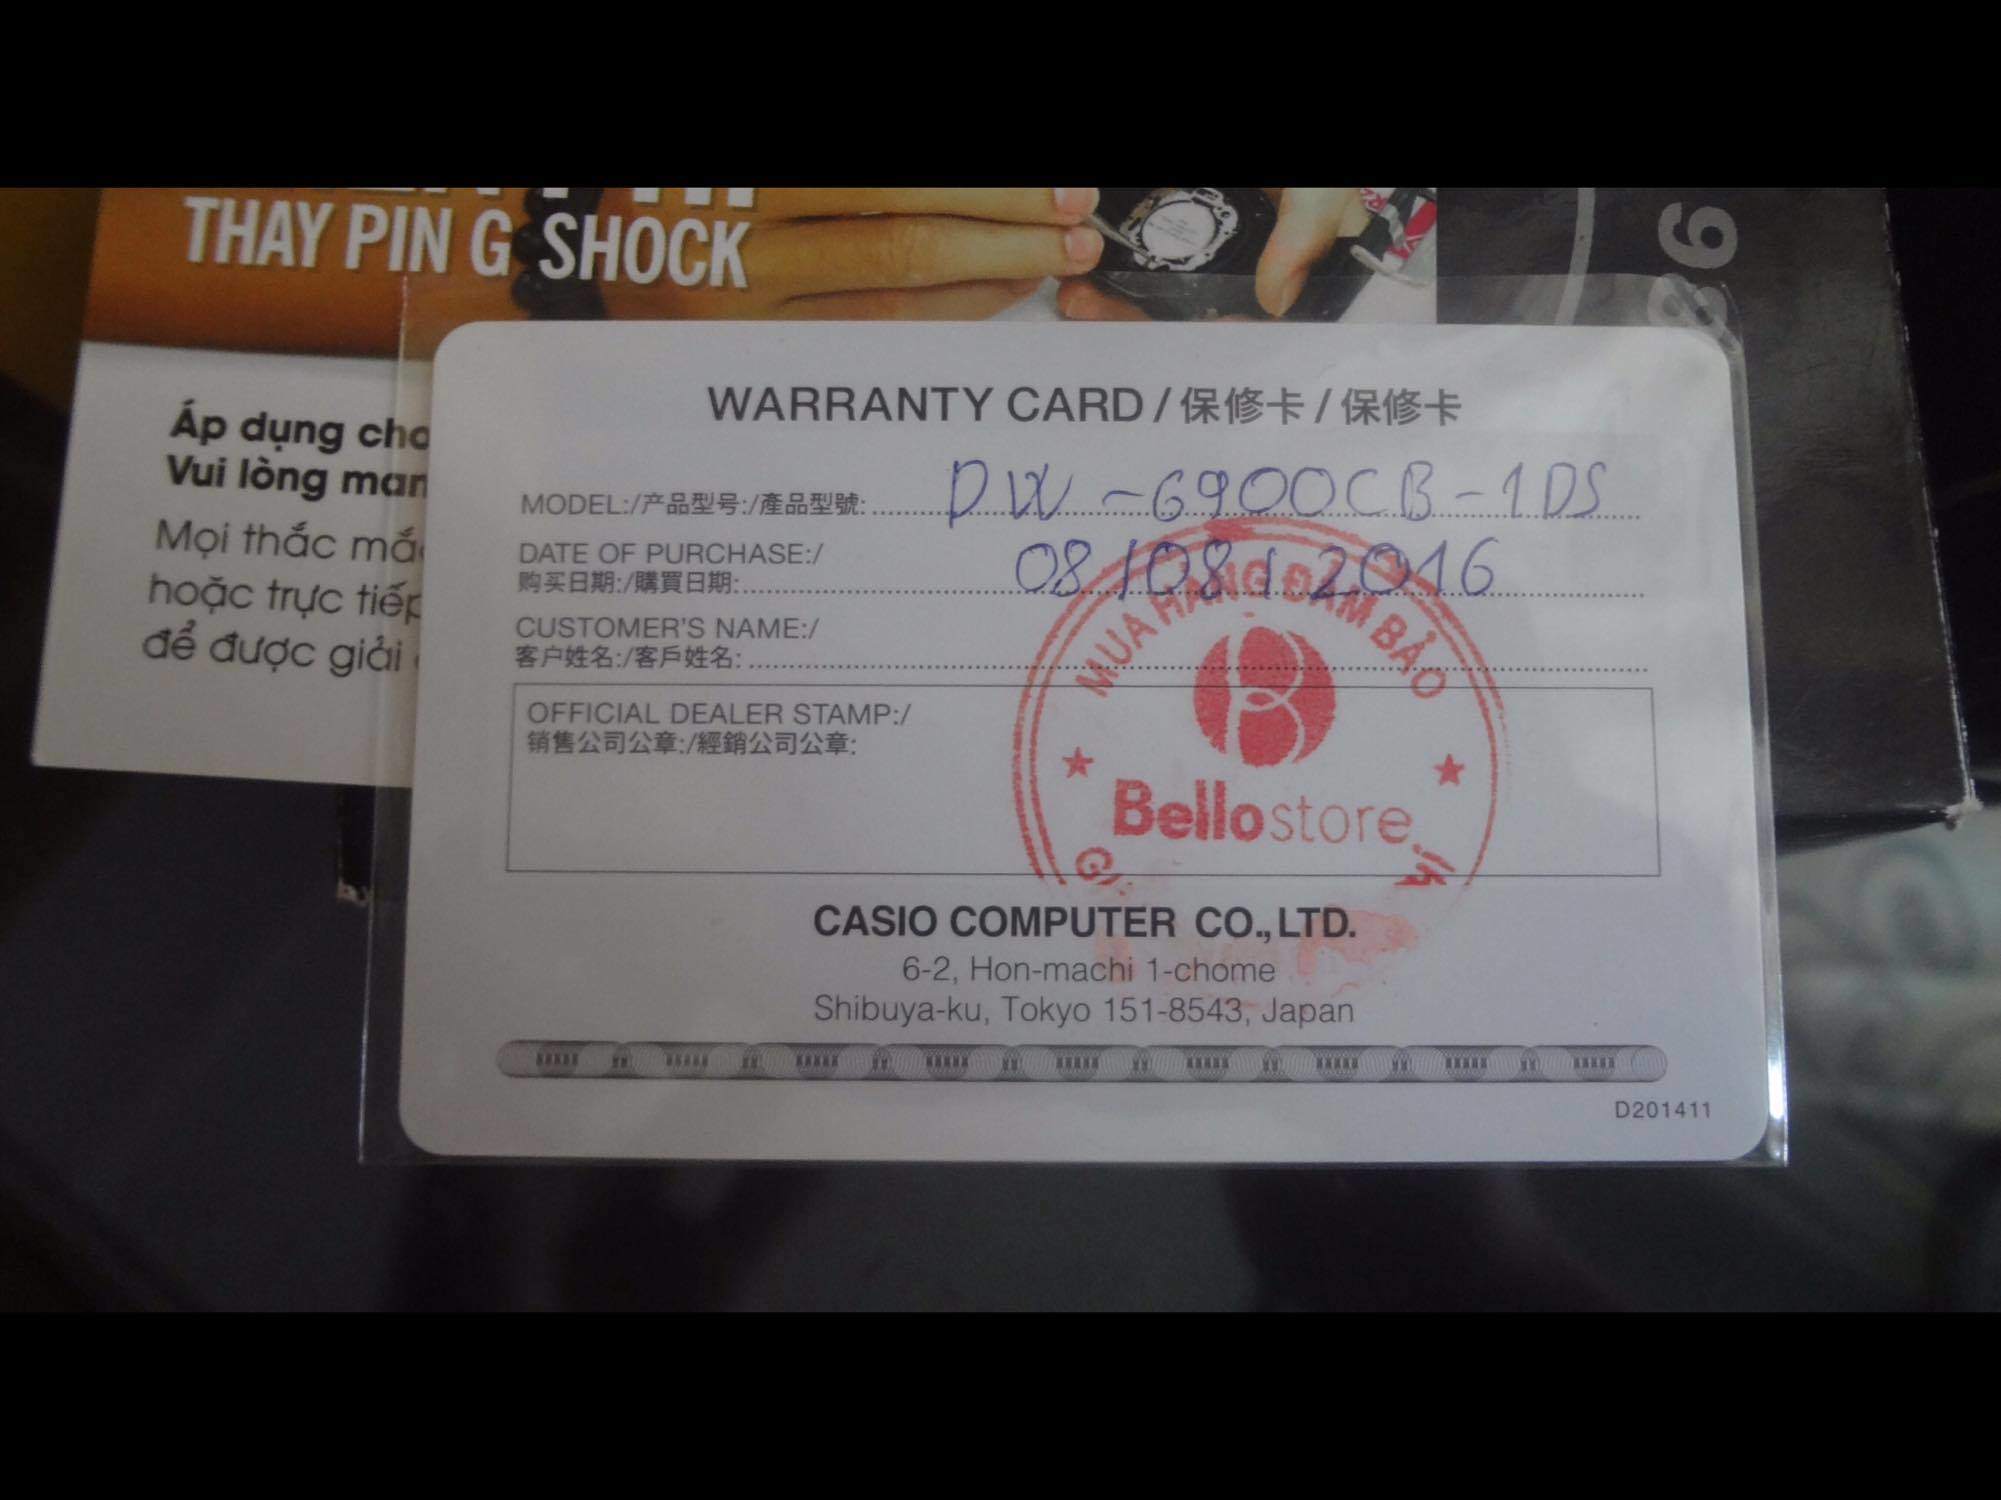 THAY PIN G SHOCK
98
Áp dụng cho
Vui lòng man
Mọi thắc mắ
hoặc trực tiếp
để được giải
WARRANTY CARD / 保修卡 / 保修卡
MODEL:/产品型号:/產品型號: DW-6900CB-1DS
DATE OF PURCHASE:/
购买日期:/購買日期: 08/08/2016
CUSTOMER'S NAME:/
客户姓名:/客戶姓名:
OFFICIAL DEALER STAMP:/
销售公司公章:/經銷公司公章:
MUA HÀNG ĐẢM BẢO
B
Bellostore
CASIO COMPUTER CO., LTD.
6-2, Hon-machi 1-chome
Shibuya-ku, Tokyo 151-8543, Japan
D201411